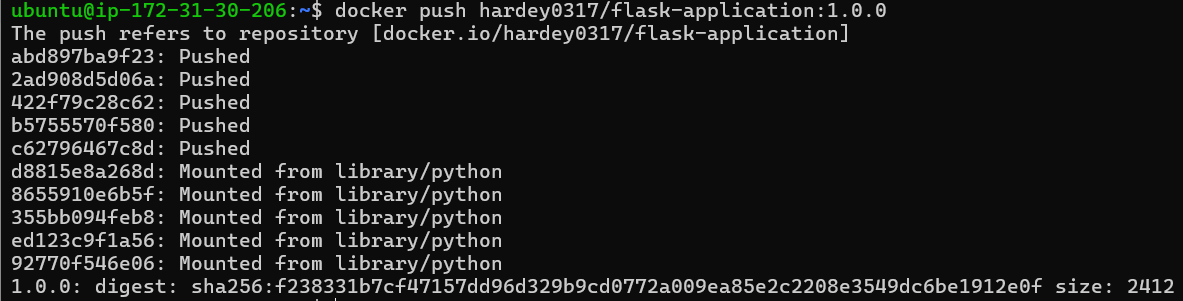 ubuntu@ip-172-31-30-206:~$ docker push hardey0317/flask-application:1.0.0
The push refers to repository [docker.io/hardey0317/flask-application]
abd897ba9f23: Pushed
2ad908d5d06a: Pushed
422f79c28c62: Pushed
b5755570f580: Pushed
c62796467c8d: Pushed
d8815e8a268d: Mounted from library/python
8655910e6b5f: Mounted from library/python
355bb094feb8: Mounted from library/python
ed123c9f1a56: Mounted from library/python
92770f546e06: Mounted from library/python
1.0.0: digest: sha256:f238331b7cf47157dd96d329b9cd0772a009ea85e2c2208e3549dc6be1912e0f size: 2412